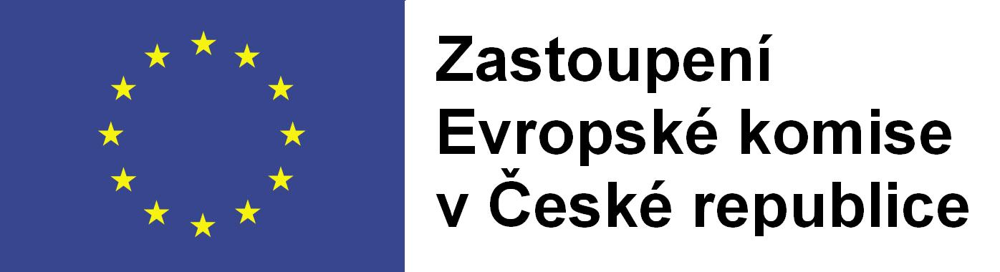 Zastoupení
Evropské komise
v České republice